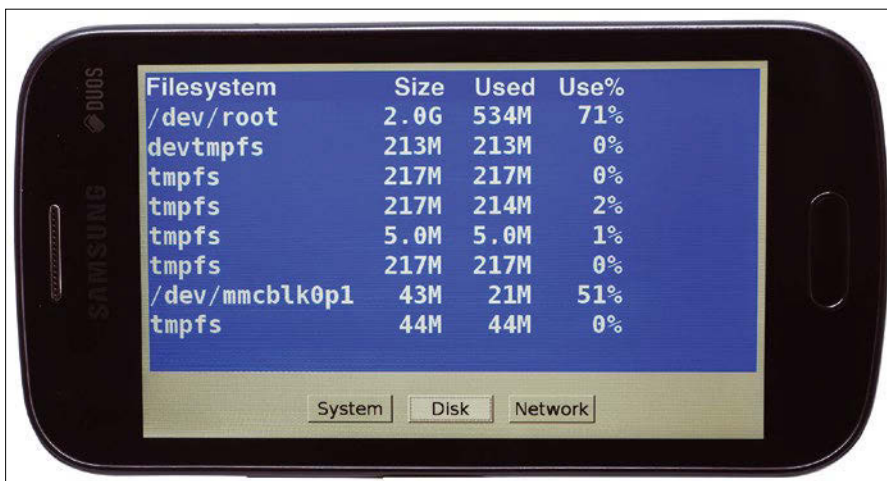 SAMSUNG DUOS
Filesystem Size Used Use%
/dev/root 2.0G 534M 71%
devtmpfs 213M 213M 0%
tmpfs 217M 217M 0%
tmpfs 217M 214M 2%
tmpfs 5.0M 5.0M 1%
tmpfs 217M 217M 0%
/dev/mmcblk0p1 43M 21M 51%
tmpfs 44M 44M 0%
System Disk Network